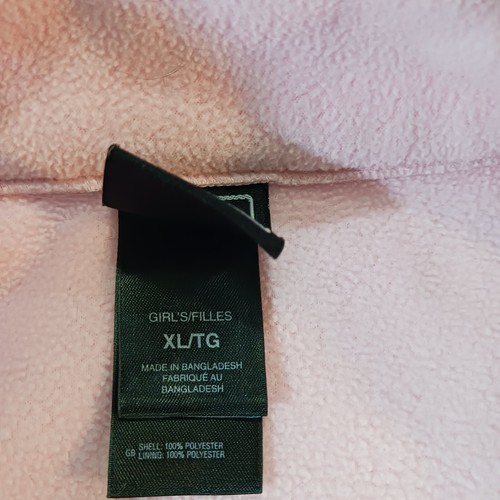 GIRL'S/FILLES
XL/TG
MADE IN BANGLADESH
FABRIQUÉ AU
BANGLADESH
GB SHELL: 100% POLYESTER
LINING: 100% POLYESTER